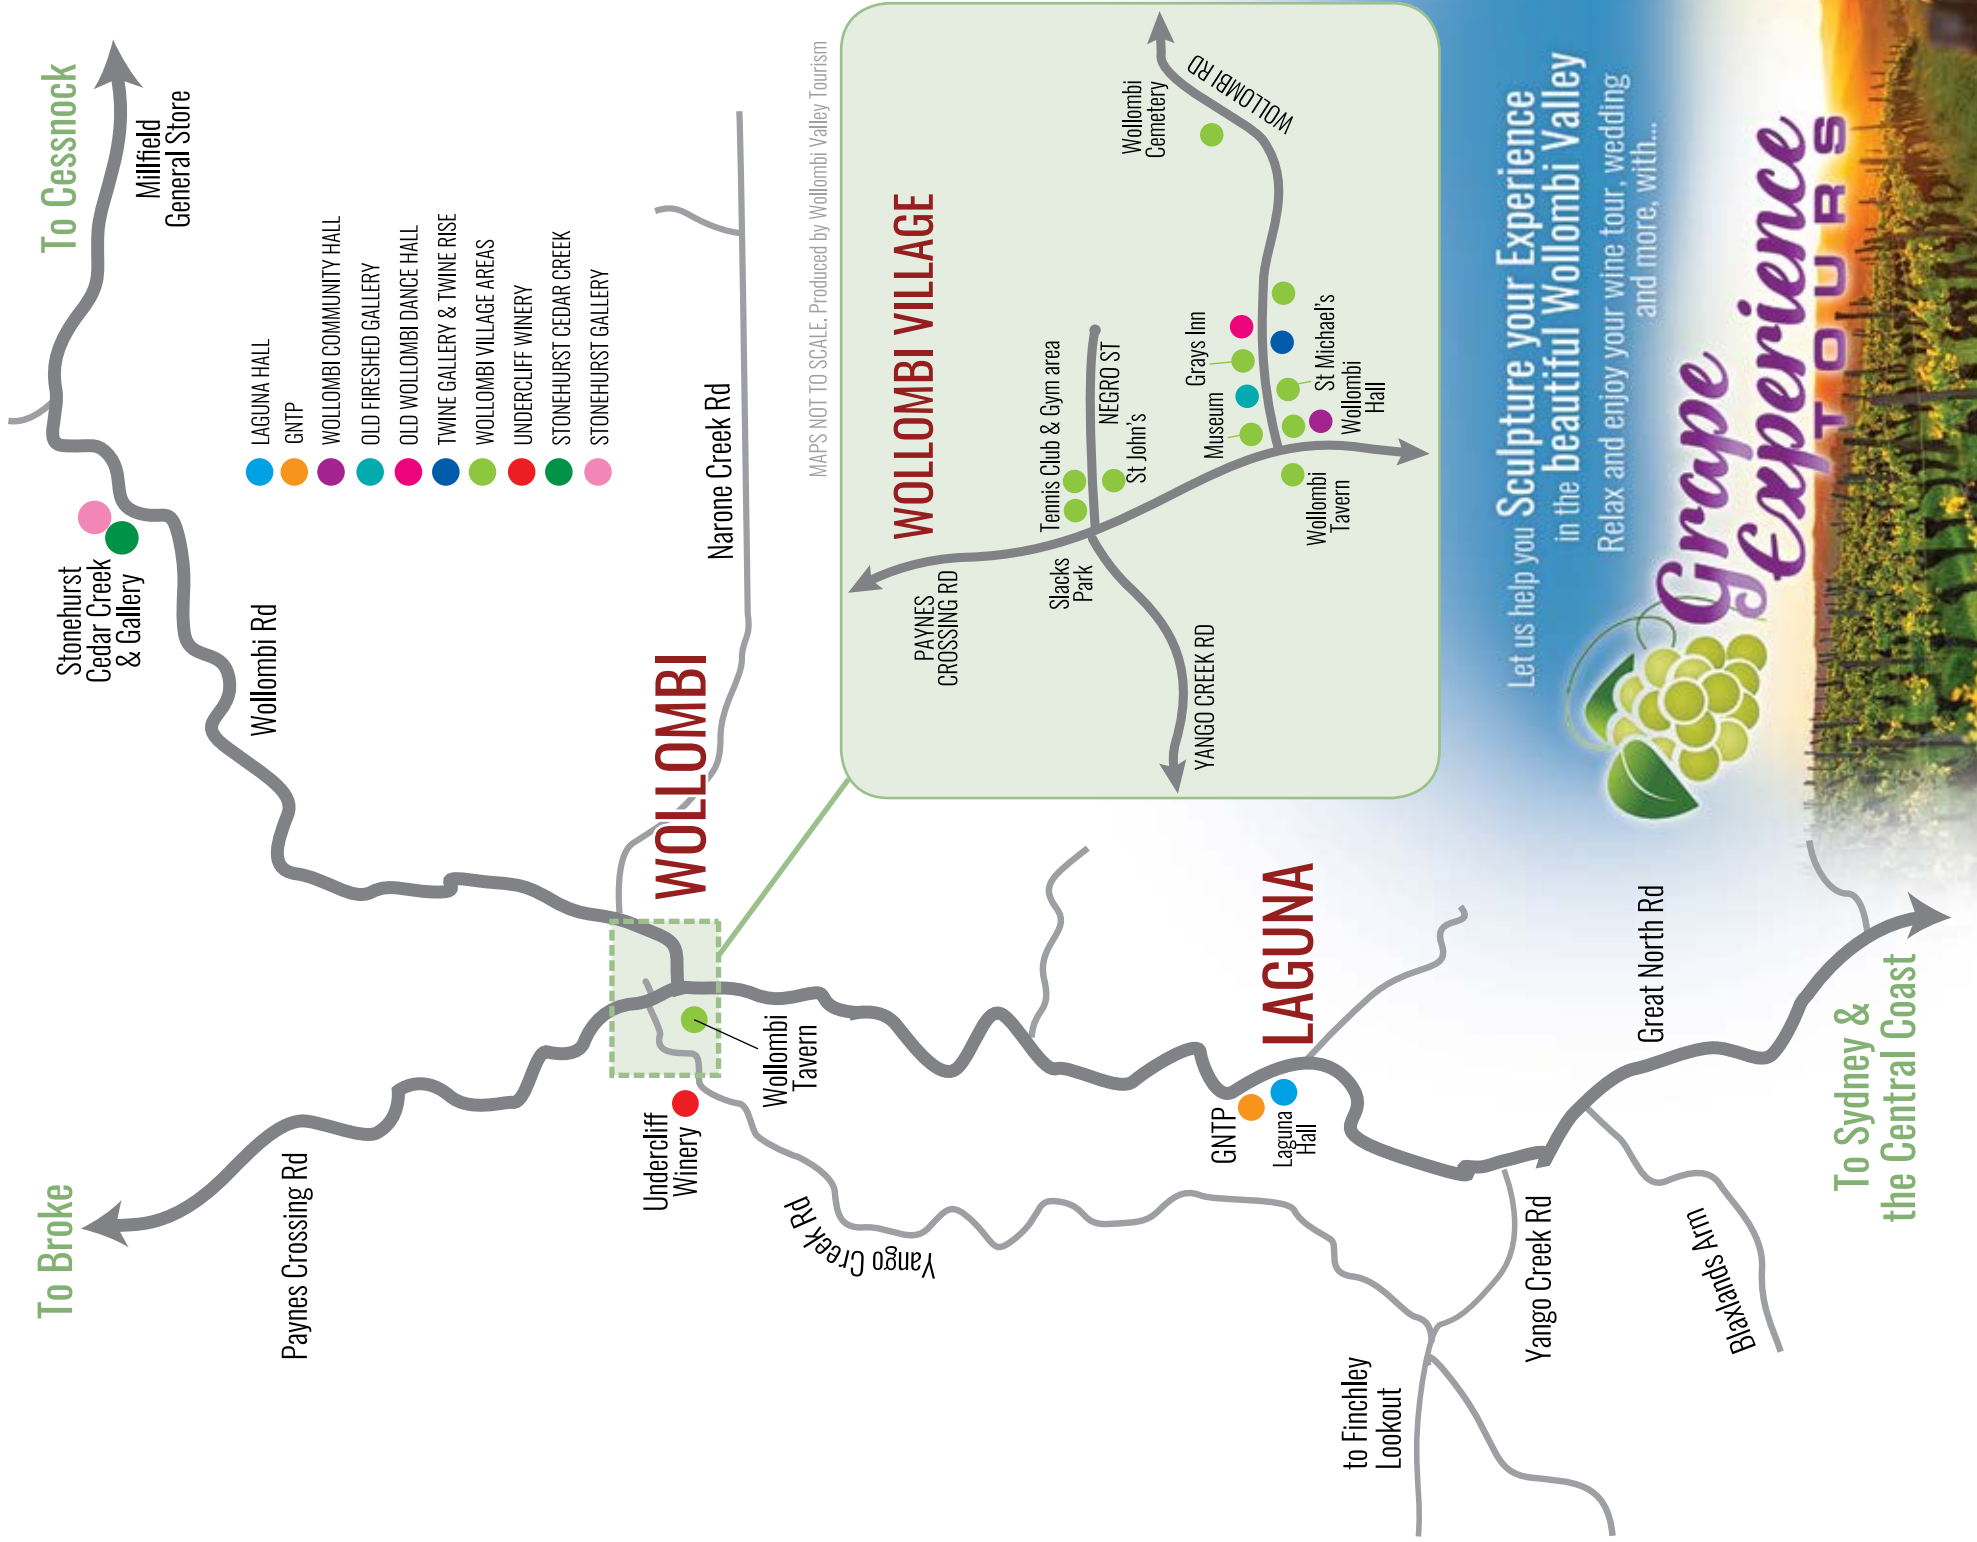 To Broke
Paynes Crossing Rd
To Cessnock
Millfield
General Store
Stonehurst
Cedar Creek
& Gallery
Wollombi Rd
LAGUNA HALL
GNTP
WOLLOMBI COMMUNITY HALL
OLD FIRESHED GALLERY
OLD WOLLOMBI DANCE HALL
TWINE GALLERY & TWINE RISE
WOLLOMBI VILLAGE AREAS
UNDERCLIFF WINERY
STONEHURST CEDAR CREEK
STONEHURST GALLERY
Narone Creek Rd
WOLLOMBI
Undercliff
Winery
Wollombi
Tavern
Yango Creek Rd
GNTP
Laguna
Hall
LAGUNA
to Finchley
Lookout
Yango Creek Rd
Great North Rd
Blaxlands Arm
To Sydney &
the Central Coast
MAPS NOT TO SCALE. Produced by Wollombi Valley Tourism
WOLLOMBI VILLAGE
PAYNES
CROSSING RD
Slacks
Park
Tennis Club & Gym area
NEGRO ST
St John's
YANGO CREEK RD
Museum
Grays Inn
Wollombi
Cemetery
WOLLOMBI RD
Wollombi
Tavern
St Michael's
Wollombi
Hall
Let us help you Sculpture your Experience
in the beautiful Wollombi Valley
Relax and enjoy your wine tour, wedding
and more, with...
Grape
Experience
TOURS